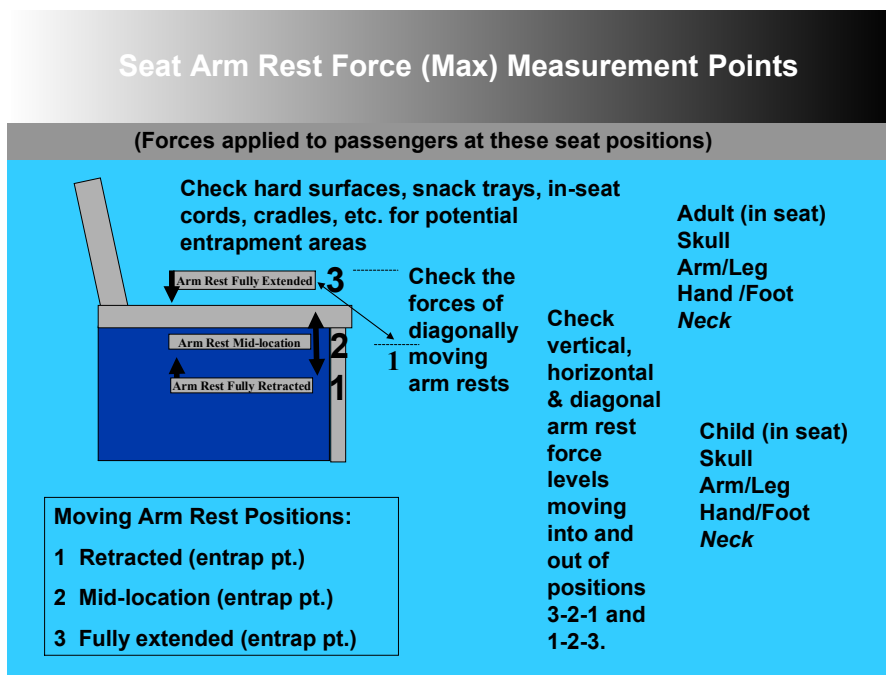 Seat Arm Rest Force (Max) Measurement Points
(Forces applied to passengers at these seat positions)
Check hard surfaces, snack trays, in-seat
cords, cradles, etc. for potential
entrapment areas
Arm Rest Fully Extended
3
Arm Rest Mid-location
2
Arm Rest Fully Retracted
1
Check the
forces of
diagonally
moving
arm rests
1
Check
vertical,
horizontal
& diagonal
arm rest
force
levels
moving
into and
out of
positions
3-2-1 and
1-2-3.
Adult (in seat)
Skull
Arm/Leg
Hand /Foot
Neck
Child (in seat)
Skull
Arm/Leg
Hand/Foot
Neck
Moving Arm Rest Positions:
1 Retracted (entrap pt.)
2 Mid-location (entrap pt.)
3 Fully extended (entrap pt.)